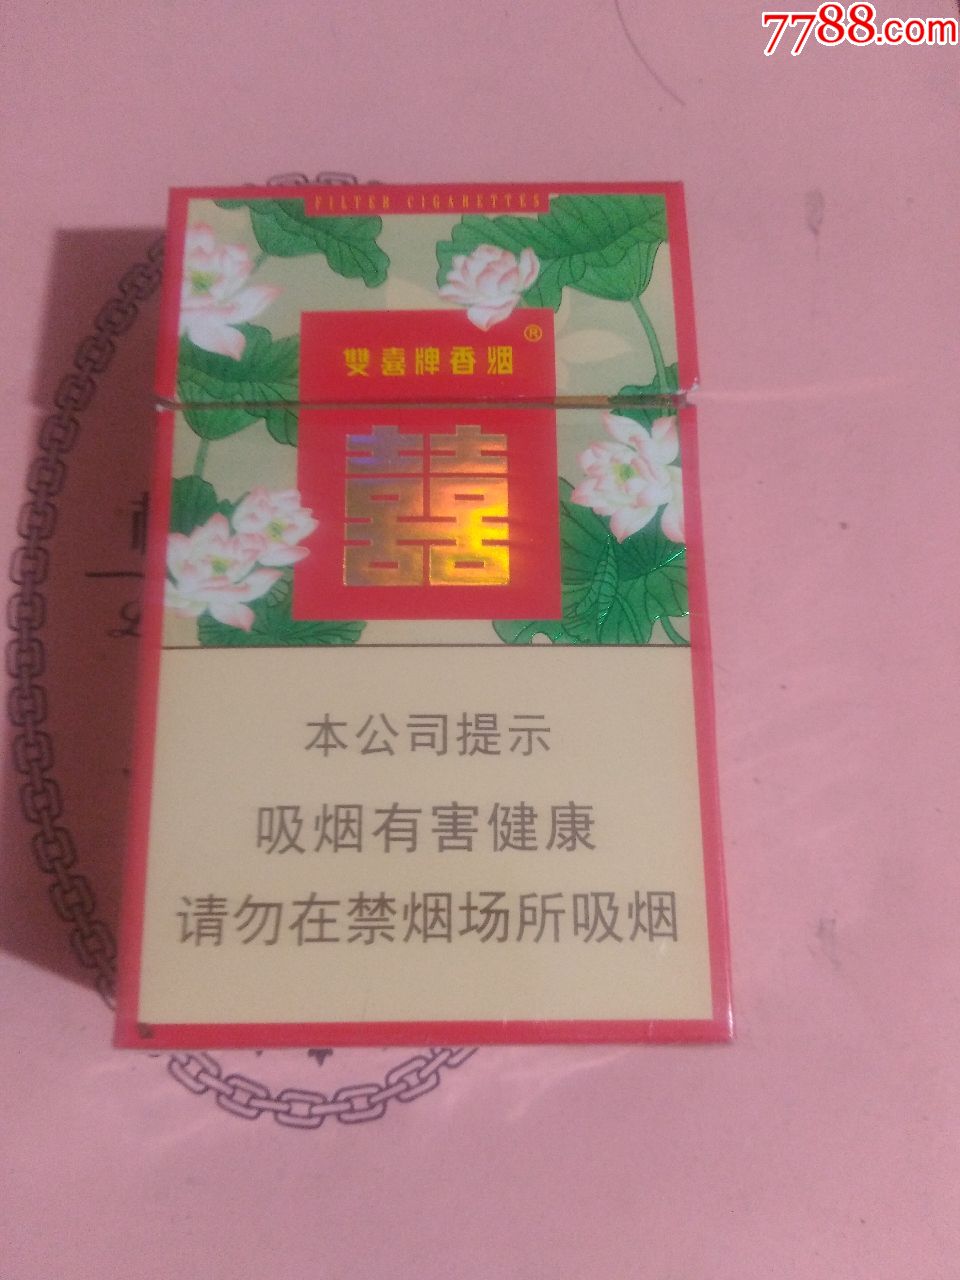 7788.com
FILTER CIGARETTES
雙喜牌香烟®
囍
本公司提示
吸烟有害健康
请勿在禁烟场所吸烟